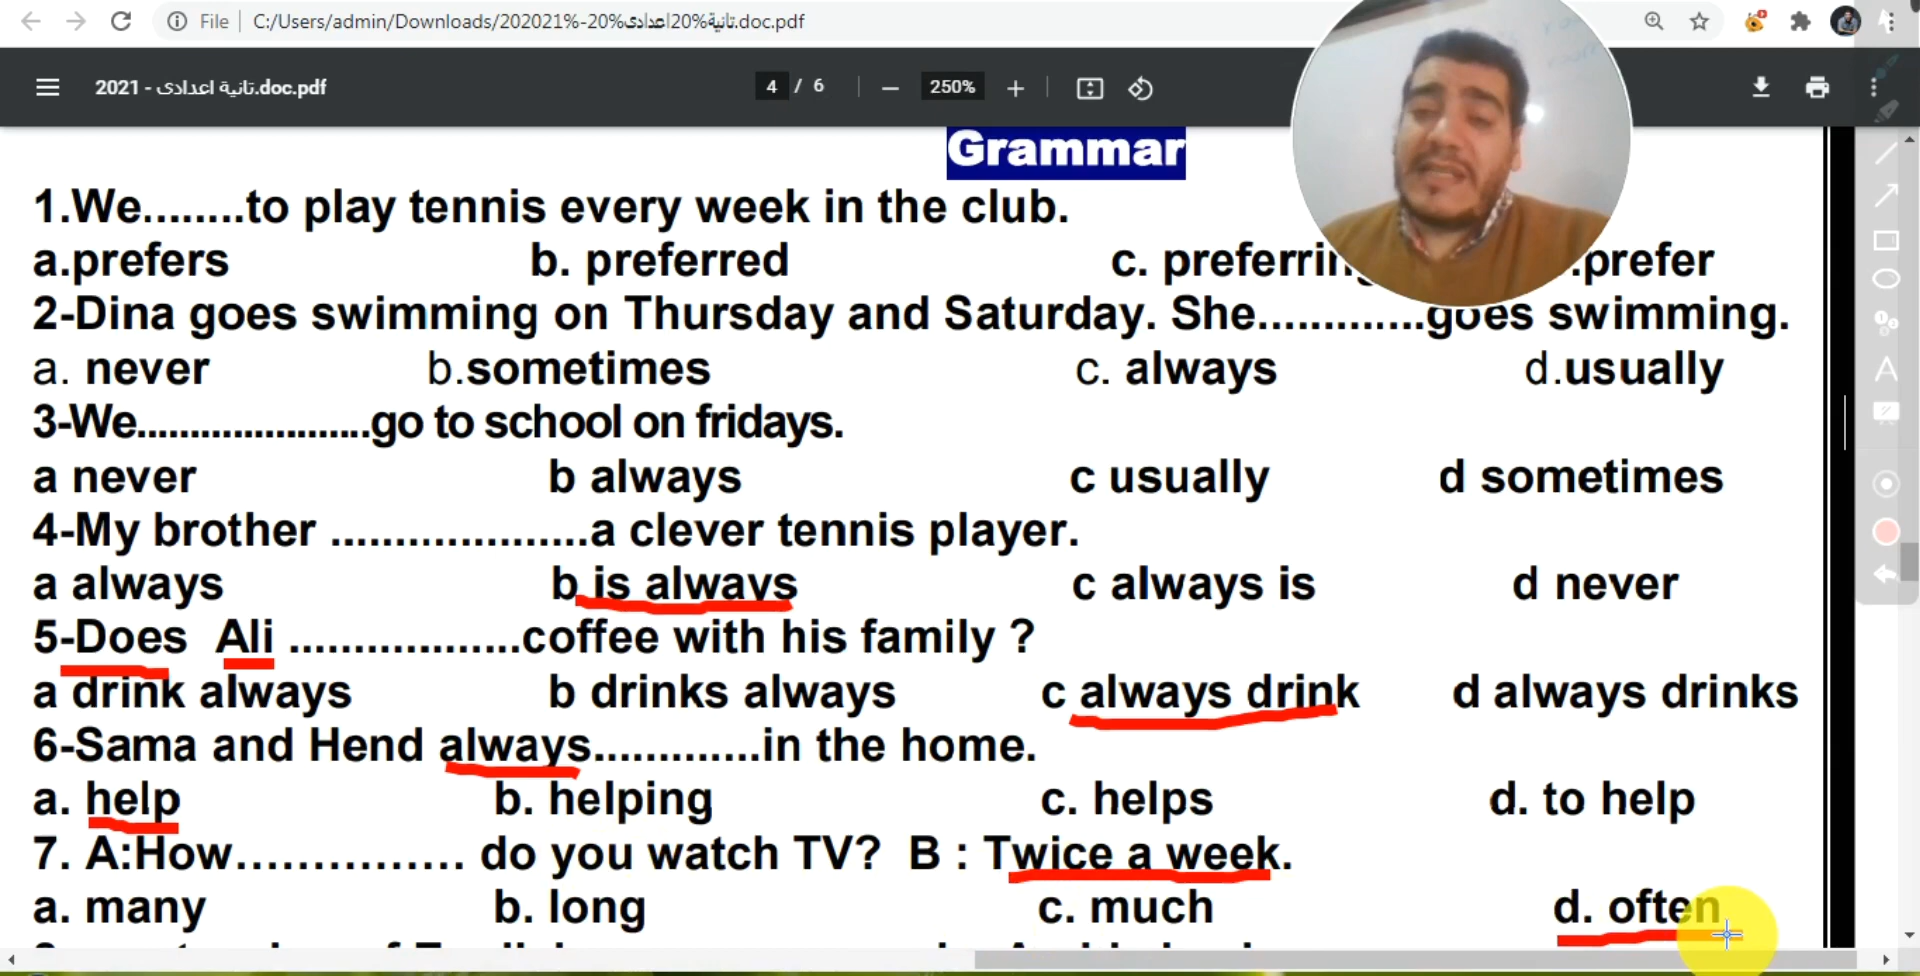 File C:/Users/admin/Downloads/202021%-20%اعدادى20%تانية.doc.pdf
2021 - تانية اعدادى.doc.pdf
4 / 6
250%
Grammar
1.We........to play tennis every week in the club.
a.prefers b. preferred c. preferring .prefer
2-Dina goes swimming on Thursday and Saturday. She.............goes swimming.
a. never b.sometimes c. always d.usually
3-We......................go to school on fridays.
a never b always c usually d sometimes
4-My brother ....................a clever tennis player.
a always b is always c always is d never
5-Does Ali ..................coffee with his family ?
a drink always b drinks always c always drink d always drinks
6-Sama and Hend always.............in the home.
a. help b. helping c. helps d. to help
7. A:How............... do you watch TV? B : Twice a week.
a. many b. long c. much d. often